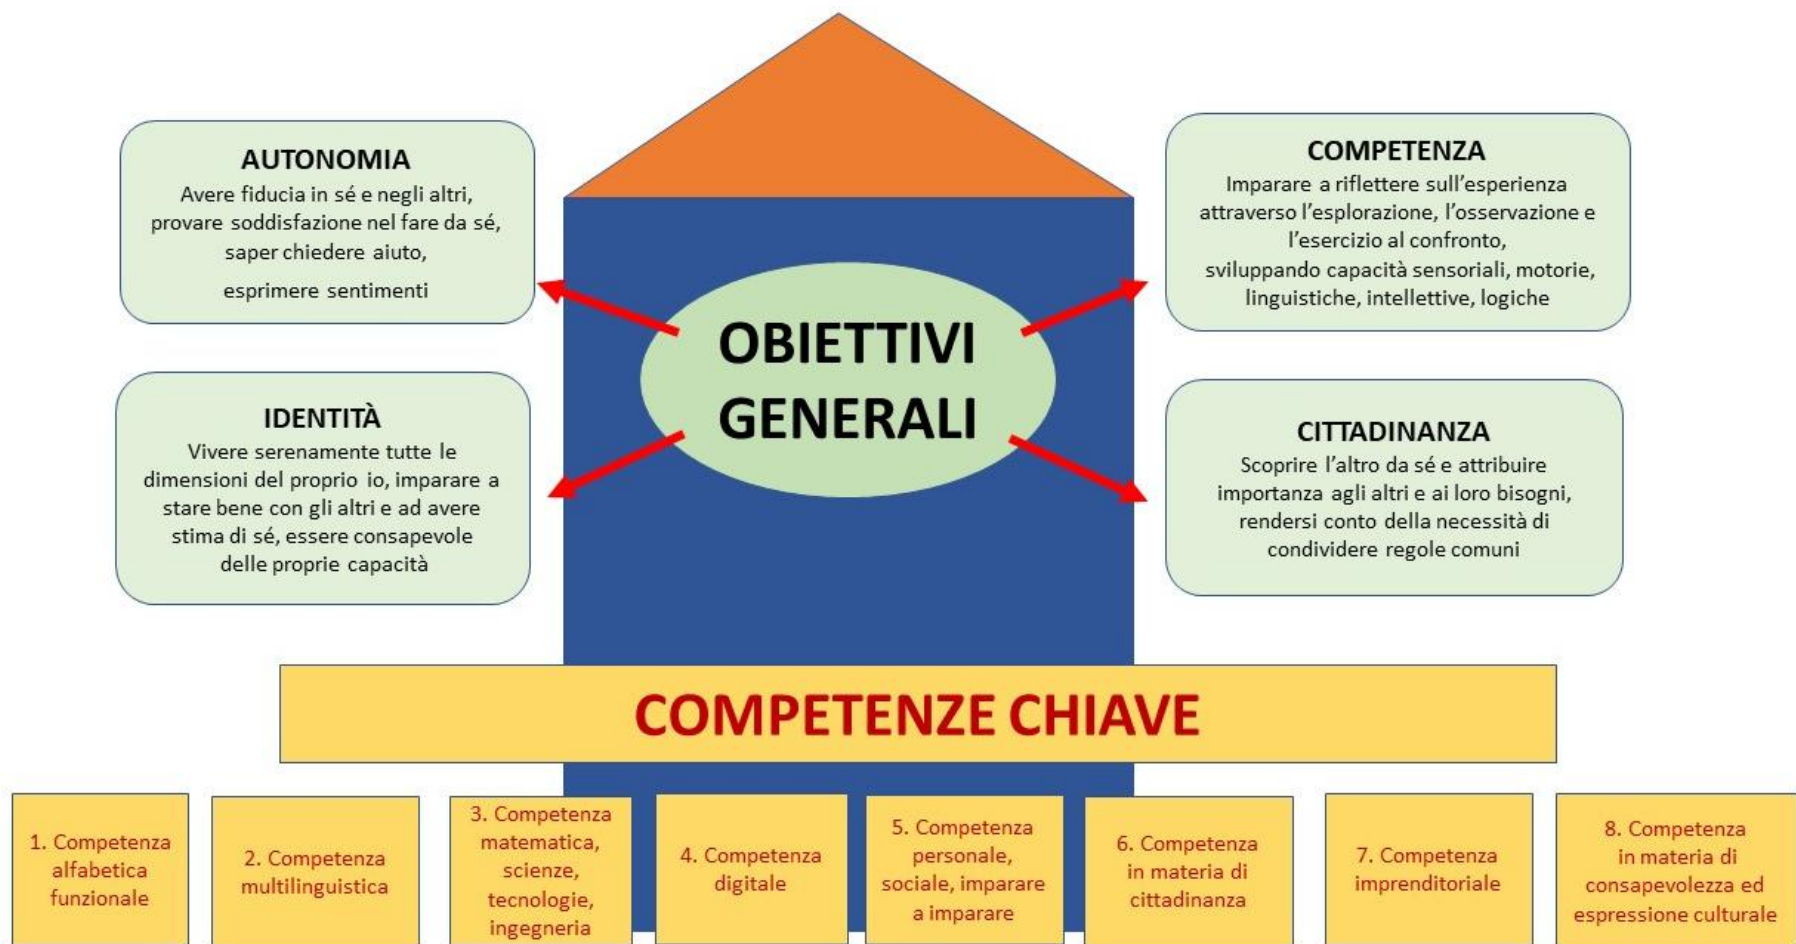 AUTONOMIA
Avere fiducia in sé e negli altri,
provare soddisfazione nel fare da sé,
saper chiedere aiuto,
esprimere sentimenti
COMPETENZA
Imparare a riflettere sull'esperienza
attraverso l'esplorazione, l'osservazione e
l'esercizio al confronto,
sviluppando capacità sensoriali, motorie,
linguistiche, intellettive, logiche
OBIETTIVI
GENERALI
IDENTITÀ
Vivere serenamente tutte le
dimensioni del proprio io, imparare a
stare bene con gli altri e ad avere
stima di sé, essere consapevole
delle proprie capacità
CITTADINANZA
Scoprire l'altro da sé e attribuire
importanza agli altri e ai loro bisogni,
rendersi conto della necessità di
condividere regole comuni
COMPETENZE CHIAVE
1. Competenza
alfabetica
funzionale
2. Competenza
multilinguistica
3. Competenza
matematica,
scienze,
tecnologie,
ingegneria
4. Competenza
digitale
5. Competenza
personale,
sociale, imparare
a imparare
6. Competenza
in materia di
cittadinanza
7. Competenza
imprenditoriale
8. Competenza
in materia di
consapevolezza ed
espressione culturale